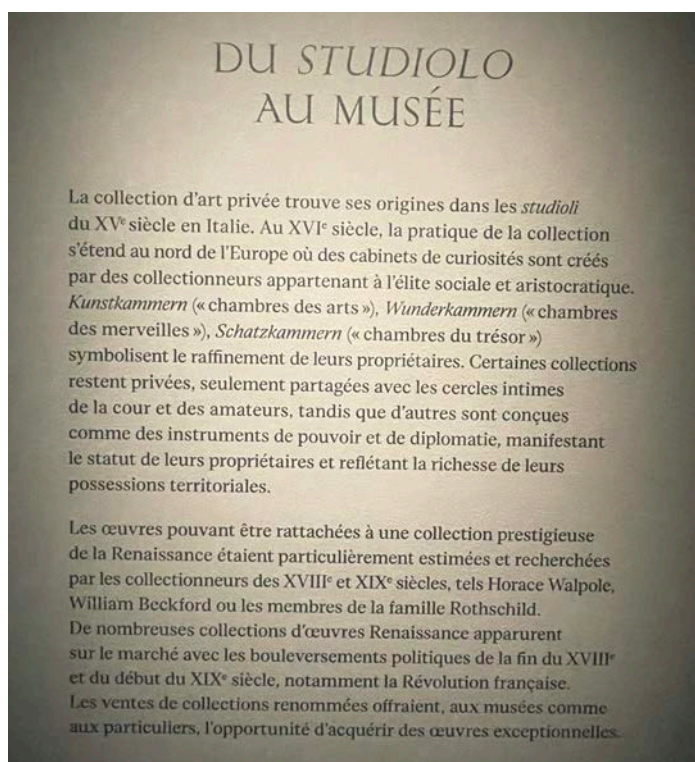 DU STUDIOLO
AU MUSÉE
La collection d'art privée trouve ses origines dans les studioli
du XVe siècle en Italie. Au XVIe siècle, la pratique de la collection
s'étend au nord de l'Europe où des cabinets de curiosités sont créés
par des collectionneurs appartenant à l'élite sociale et aristocratique.
Kunstkammern (« chambres des arts »), Wunderkammern (« chambres
des merveilles »), Schatzkammern (« chambres du trésor »)
symbolisent le raffinement de leurs propriétaires. Certaines collections
restent privées, seulement partagées avec les cercles intimes
de la cour et des amateurs, tandis que d'autres sont conçues
comme des instruments de pouvoir et de diplomatie, manifestant
le statut de leurs propriétaires et reflétant la richesse de leurs
possessions territoriales.
Les œuvres pouvant être rattachées à une collection prestigieuse
de la Renaissance étaient particulièrement estimées et recherchées
par les collectionneurs des XVIIIe et XIXe siècles, tels Horace Walpole,
William Beckford ou les membres de la famille Rothschild.
De nombreuses collections d'œuvres Renaissance apparurent
sur le marché avec les bouleversements politiques de la fin du XVIIIe
et du début du XIXe siècle, notamment la Révolution française.
Les ventes de collections renommées offraient, aux musées comme
aux particuliers, l'opportunité d'acquérir des œuvres exceptionnelles.